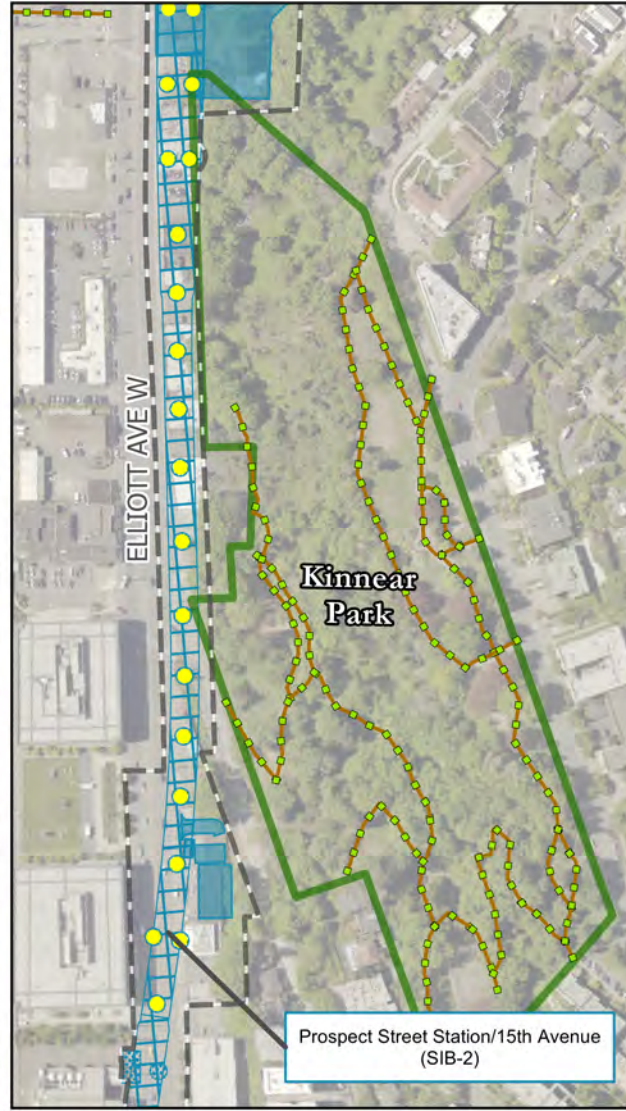 ELLIOTT AVE W
Kinnear
Park
Prospect Street Station/15th Avenue
(SIB-2)